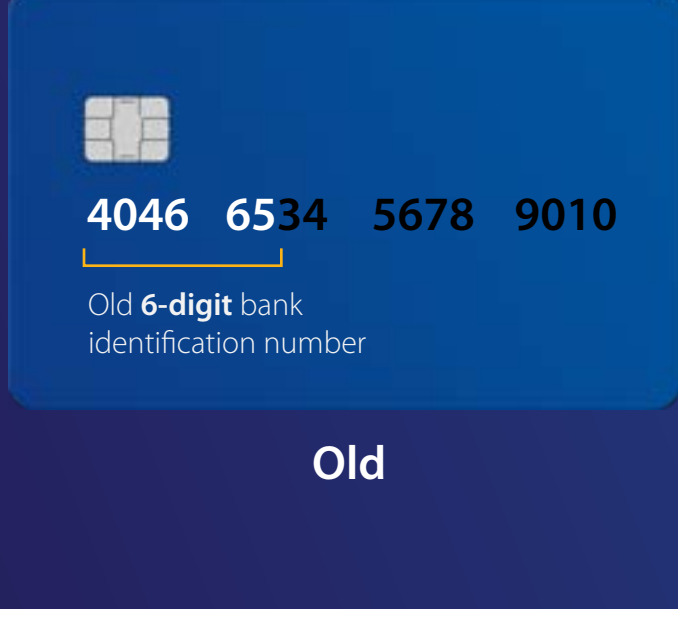 4046 6534 5678 9010
Old 6-digit bank
identification number
Old